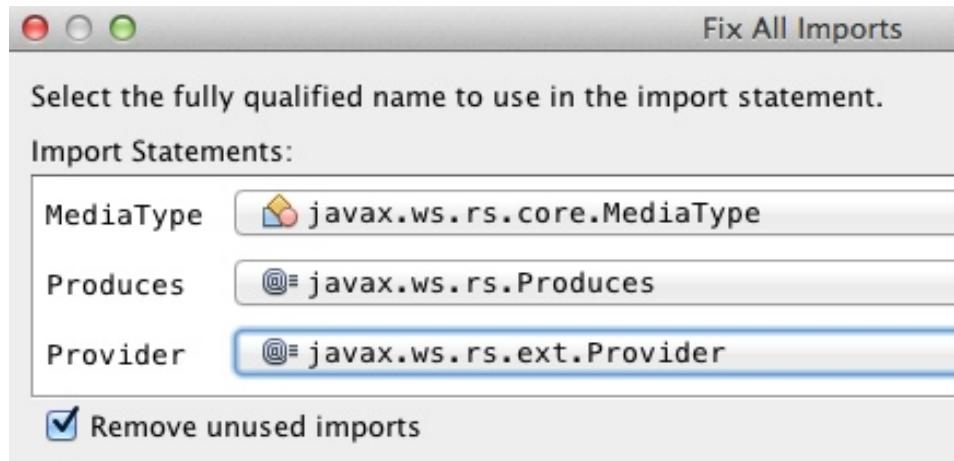 Fix All Imports
Select the fully qualified name to use in the import statement.
Import Statements:
MediaType javax.ws.rs.core.MediaType
Produces javax.ws.rs.Produces
Provider javax.ws.rs.ext.Provider
Remove unused imports